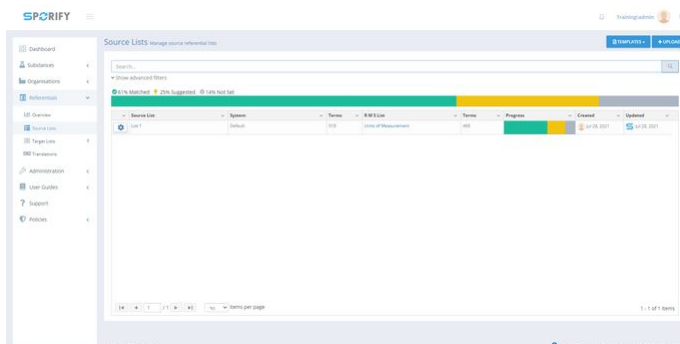 SPORIFY
Trainingadmin
Dashboard
Substances
Organisations
Referentials
Overview
Source Lists
Target Lists
Translations
Administration
User Guides
Support
Policies
Source Lists Manage source referential lists
TEMPLATES
+ UPLOAD
Search...
Show advanced filters
61% Matched 25% Suggested 14% Not Set
Source List System Terms R M S List Terms Progress Created Updated
List 1 Default Units of Measurement Jul 28, 2021 Jul 28, 2021
1 / 1 items per page
1 - 1 of 1 items